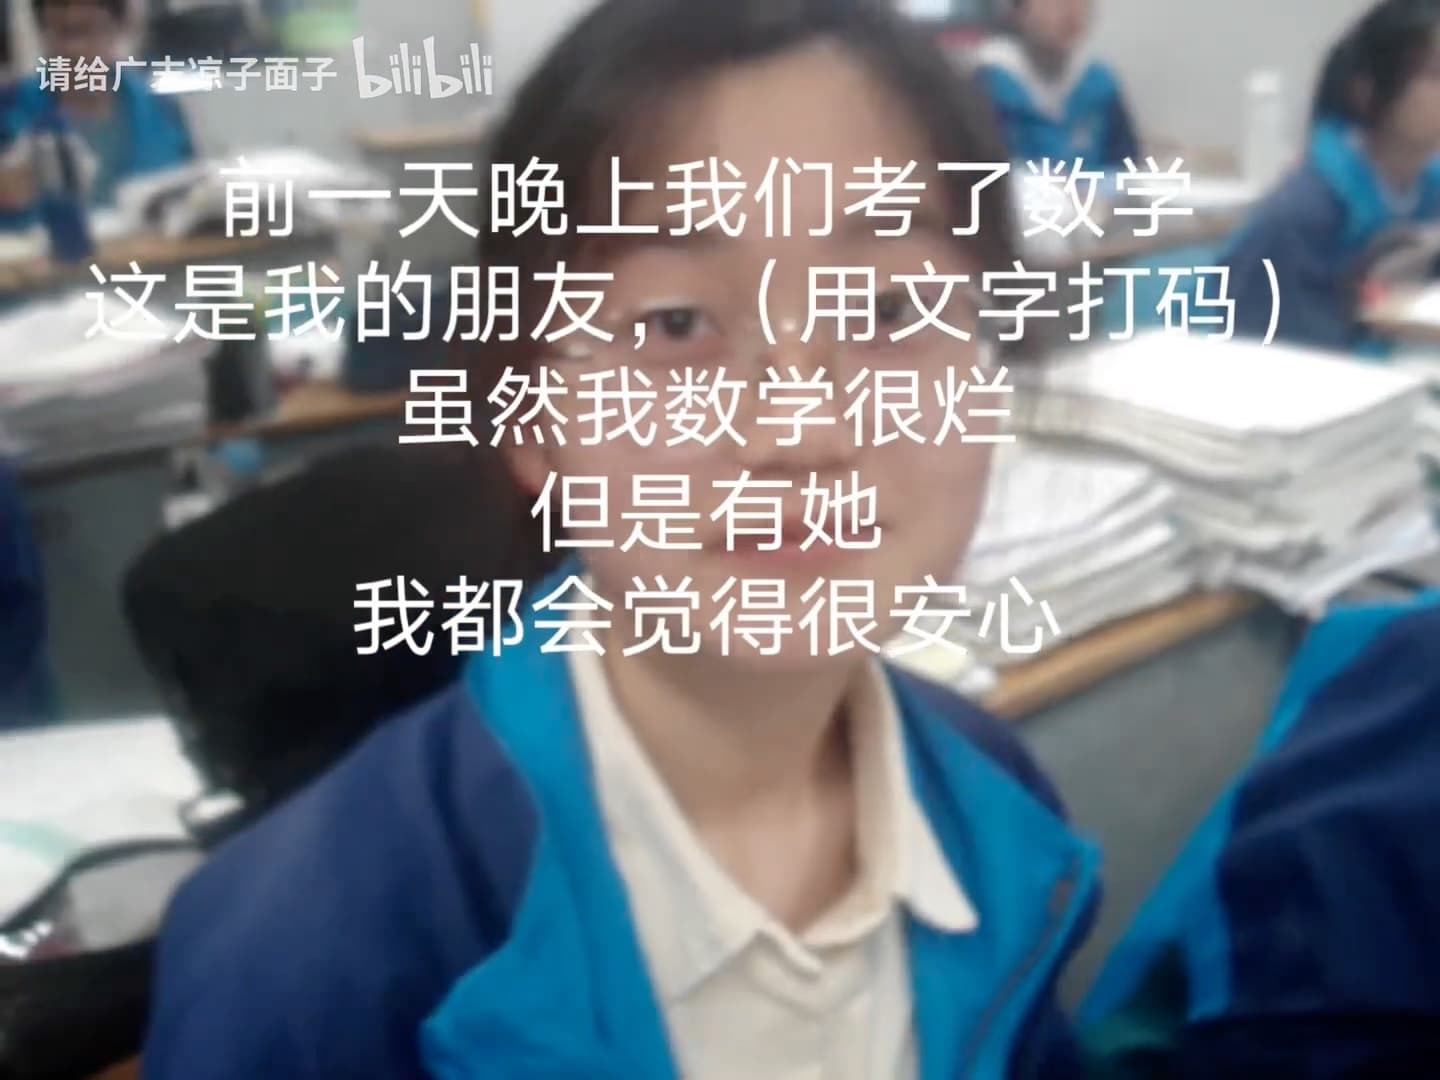 请给广末凉子面子 bilibili
前一天晚上我们考了数学
这是我的朋友，（用文字打码）
虽然我数学很烂
但是有她
我都会觉得很安心